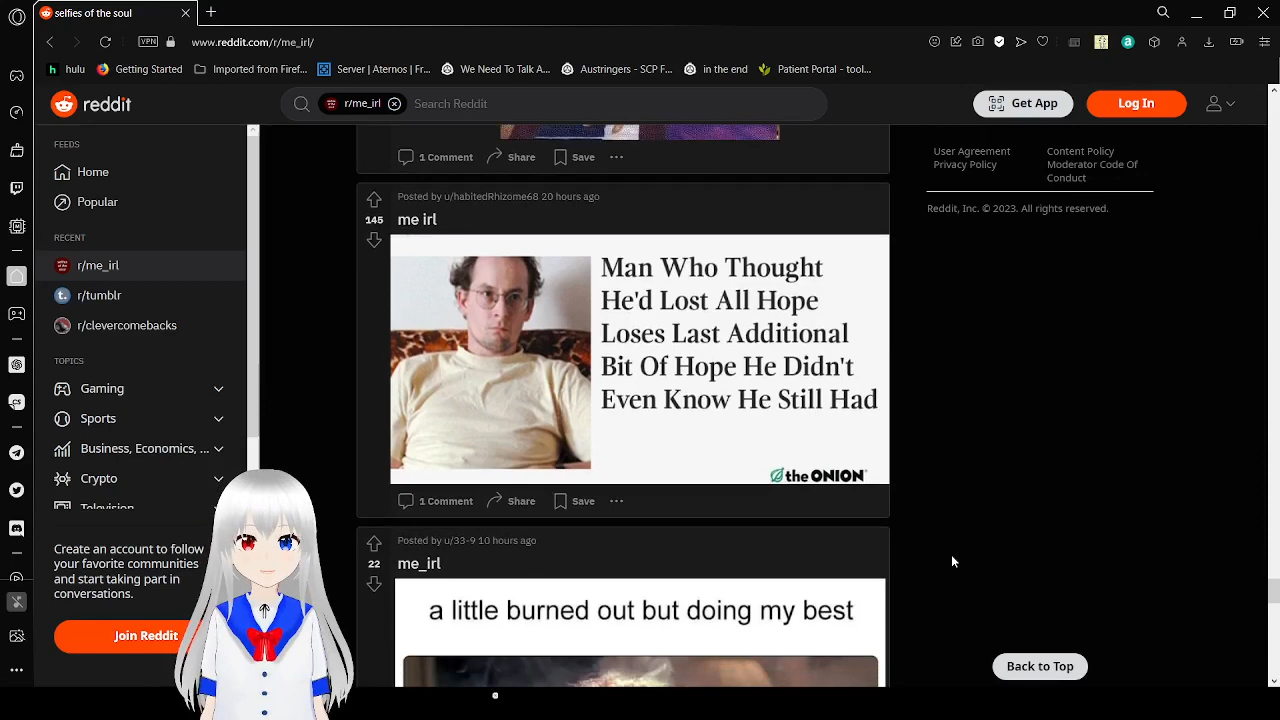 selfies of the soul
VPN
www.reddit.com/r/me_irl/
h hulu
Getting Started
Imported from Firef...
Server | Aternos | Fr...
We Need To Talk A...
Austringers - SCP F...
in the end
Patient Portal - tool...
reddit
r/me_irl
Search Reddit
Get App
Log In
FEEDS
Home
Popular
RECENT
r/me_irl
r/tumblr
r/clevercomebacks
TOPICS
Gaming
Sports
Business, Economics, ...
Crypto
Television
Create an account to follow
your favorite communities
and start taking part in
conversations.
Join Reddit
1 Comment Share Save
Posted by u/habitedRhizome68 20 hours ago
145
me irl
Man Who Thought
He'd Lost All Hope
Loses Last Additional
Bit Of Hope He Didn't
Even Know He Still Had
the ONION
1 Comment Share Save
Posted by u/33-9 10 hours ago
22
me_irl
a little burned out but doing my best
User Agreement
Privacy Policy
Content Policy
Moderator Code Of
Conduct
Reddit, Inc. © 2023. All rights reserved.
Back to Top